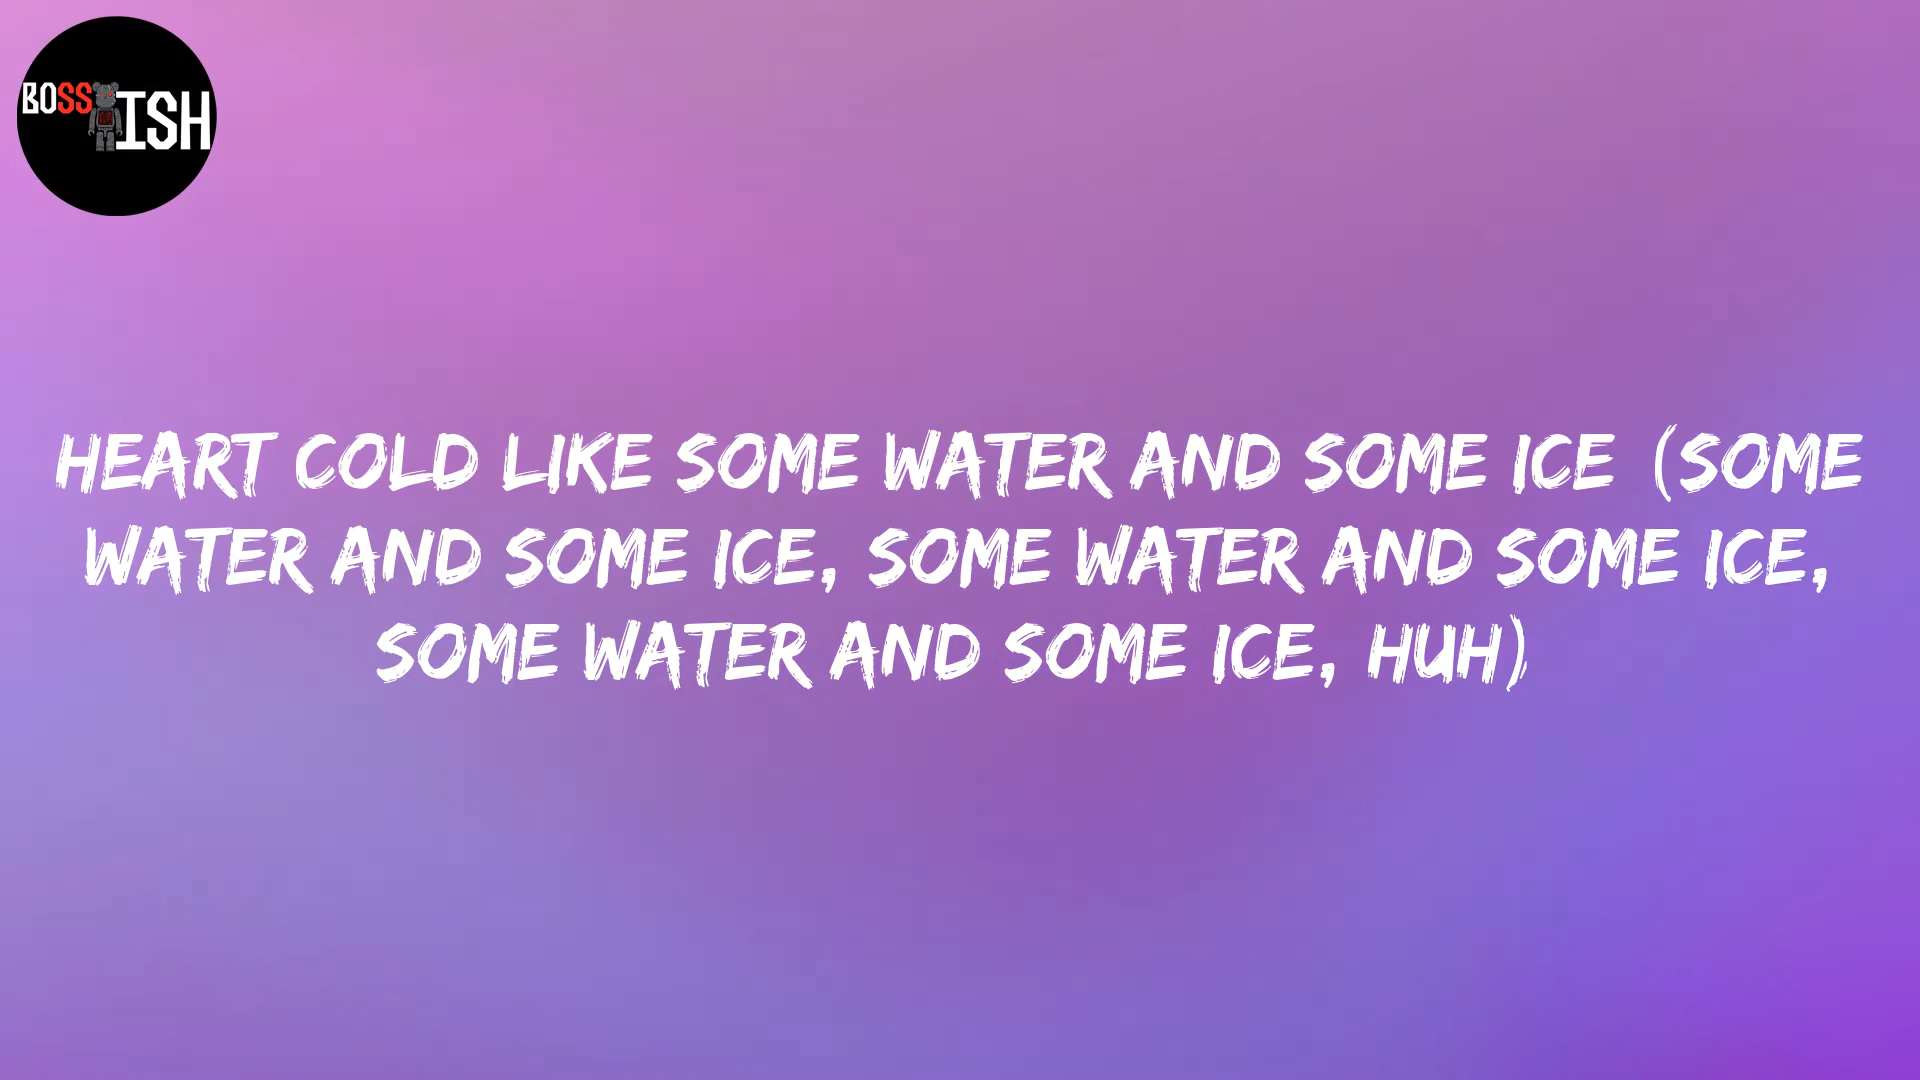 BOSS ISH
HEART COLD LIKE SOME WATER AND SOME ICE (SOME
WATER AND SOME ICE, SOME WATER AND SOME ICE,
SOME WATER AND SOME ICE, HUH)